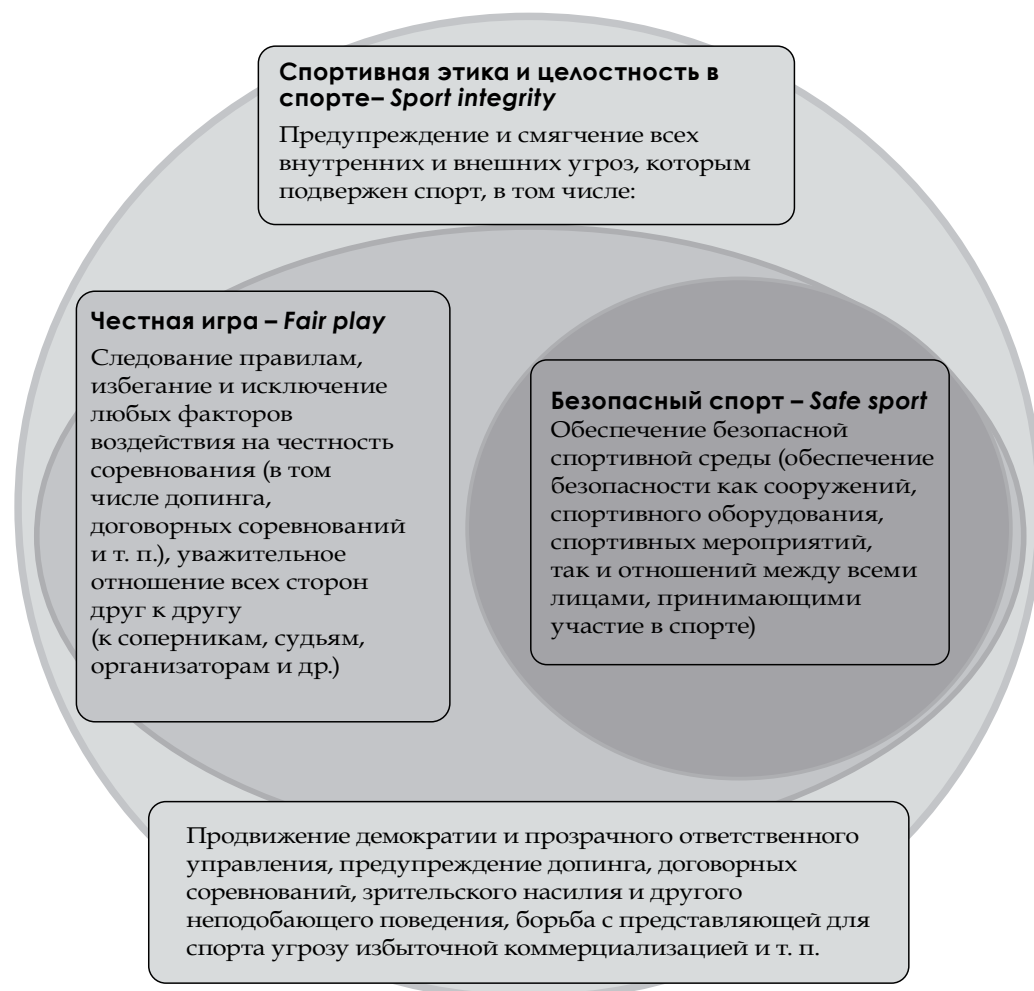 Спортивная этика и целостность в
спорте– Sport integrity
Предупреждение и смягчение всех
внутренних и внешних угроз, которым
подвержен спорт, в том числе:
Честная игра – Fair play
Следование правилам,
избегание и исключение
любых факторов
воздействия на честность
соревнования (в том
числе допинга,
договорных соревнований
и т. п.), уважительное
отношение всех сторон
друг к другу
(к соперникам, судьям,
организаторам и др.)
Безопасный спорт – Safe sport
Обеспечение безопасной
спортивной среды (обеспечение
безопасности как сооружений,
спортивного оборудования,
спортивных мероприятий,
так и отношений между всеми
лицами, принимающими
участие в спорте)
Продвижение демократии и прозрачного ответственного
управления, предупреждение допинга, договорных
соревнований, зрительского насилия и другого
неподобающего поведения, борьба с представляющей для
спорта угрозу избыточной коммерциализацией и т. п.